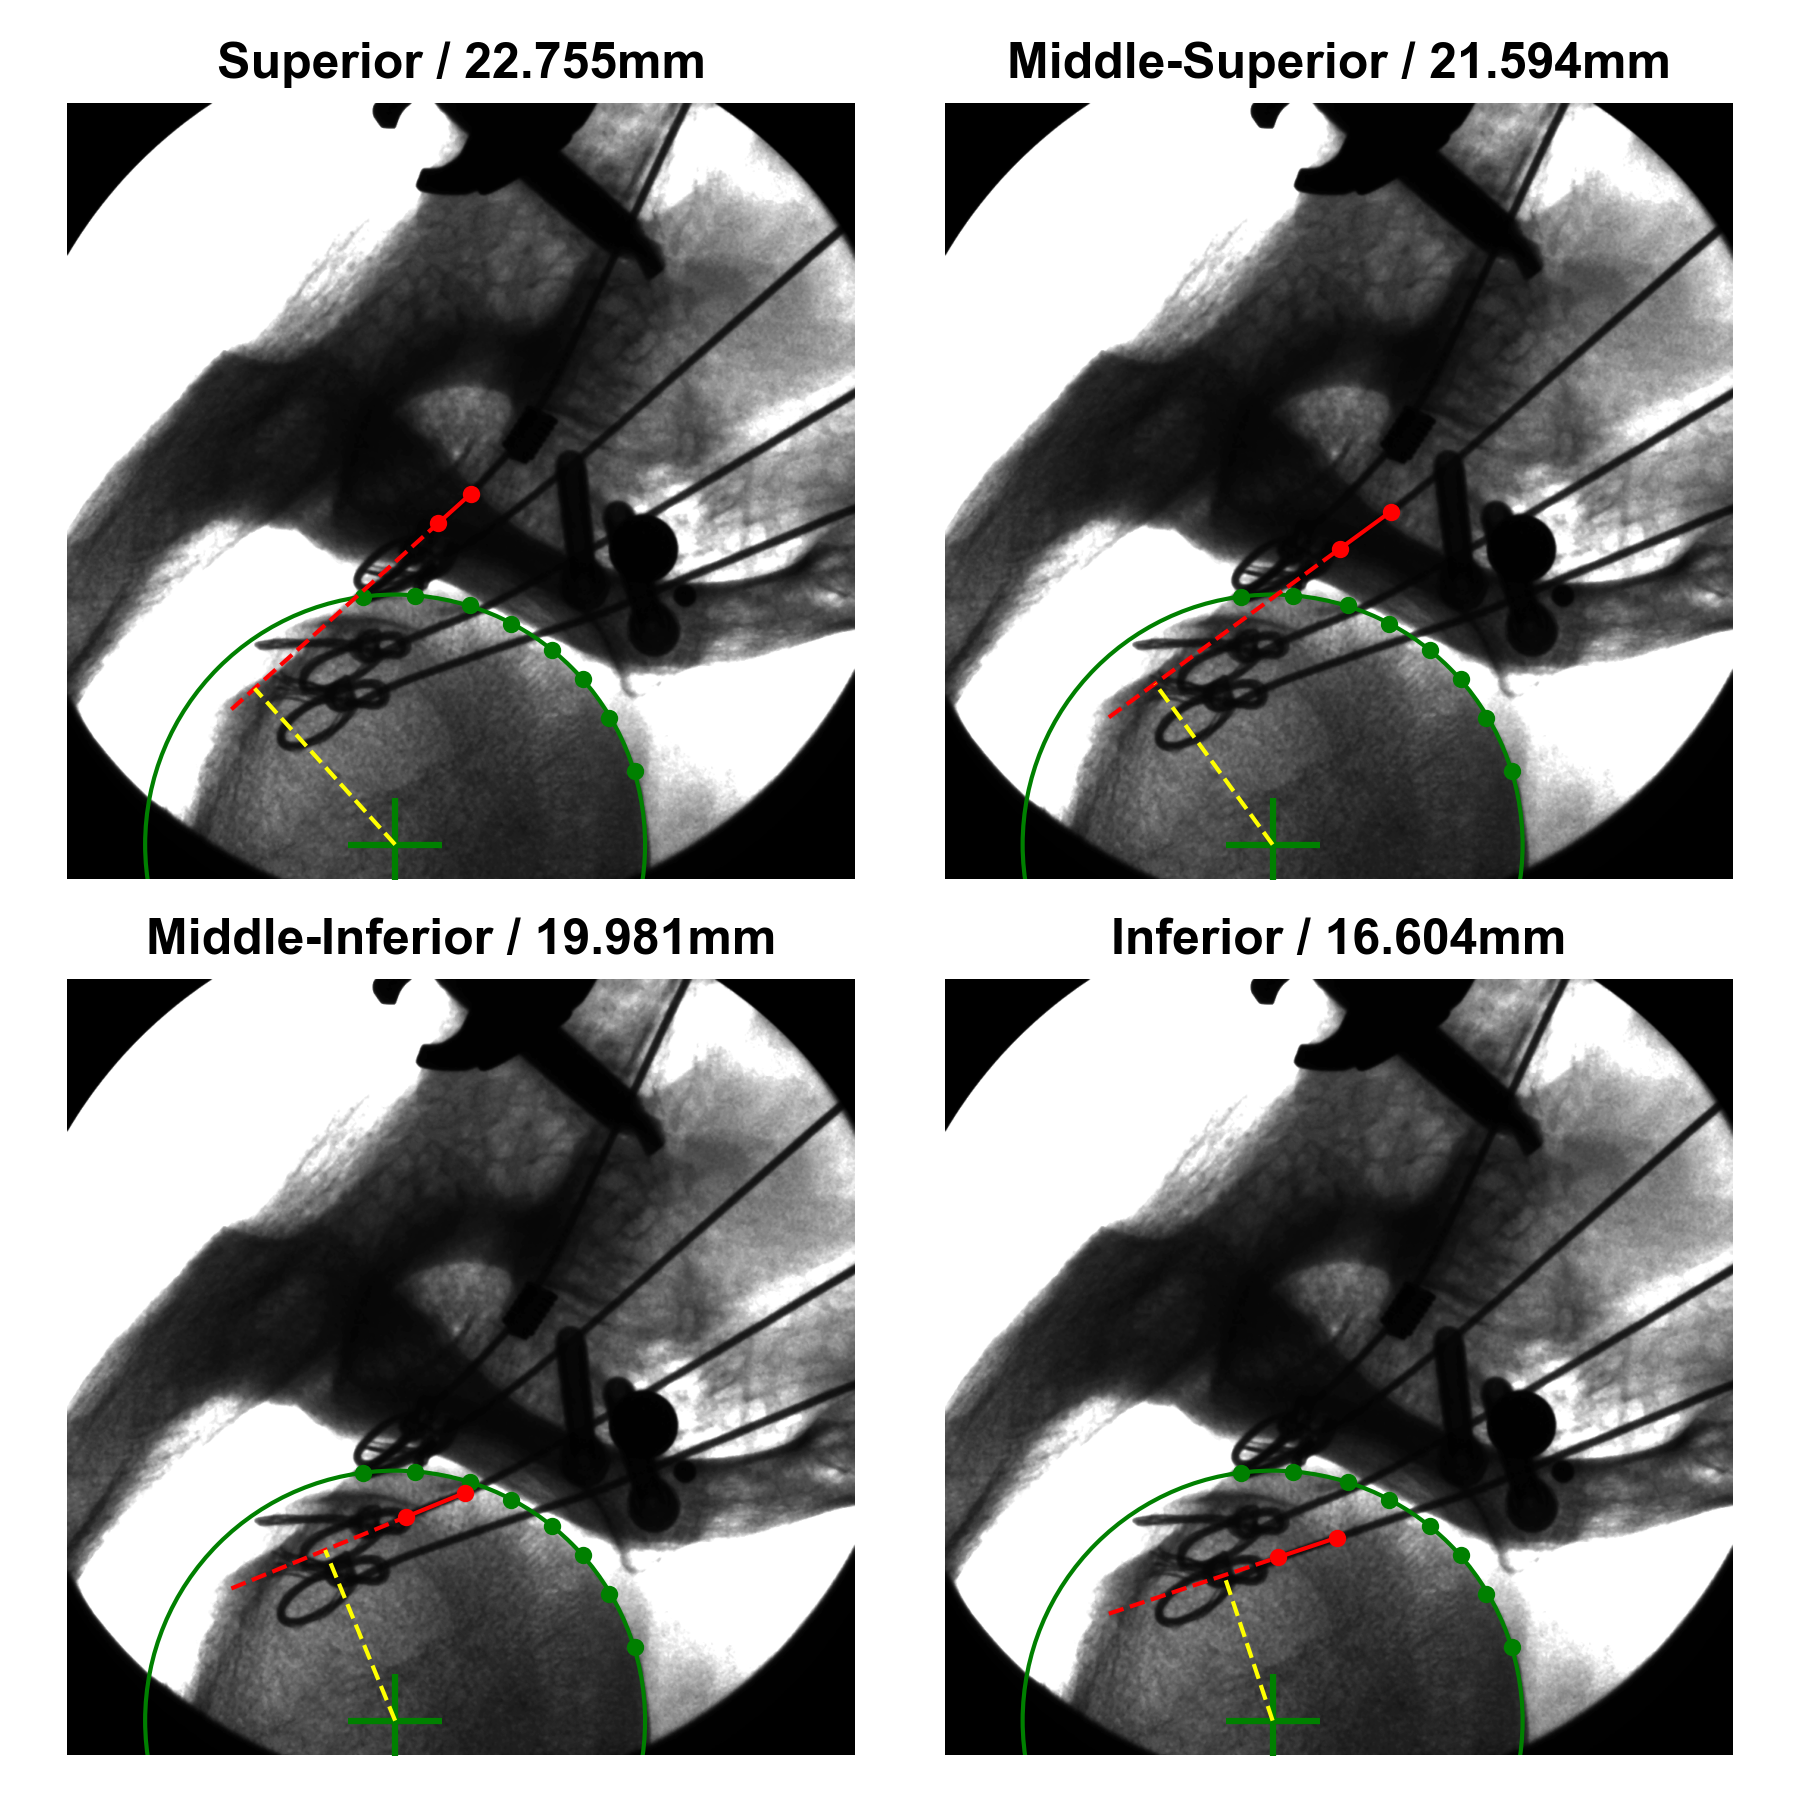 Superior / 22.755mm
Middle-Superior / 21.594mm
Middle-Inferior / 19.981mm
Inferior / 16.604mm